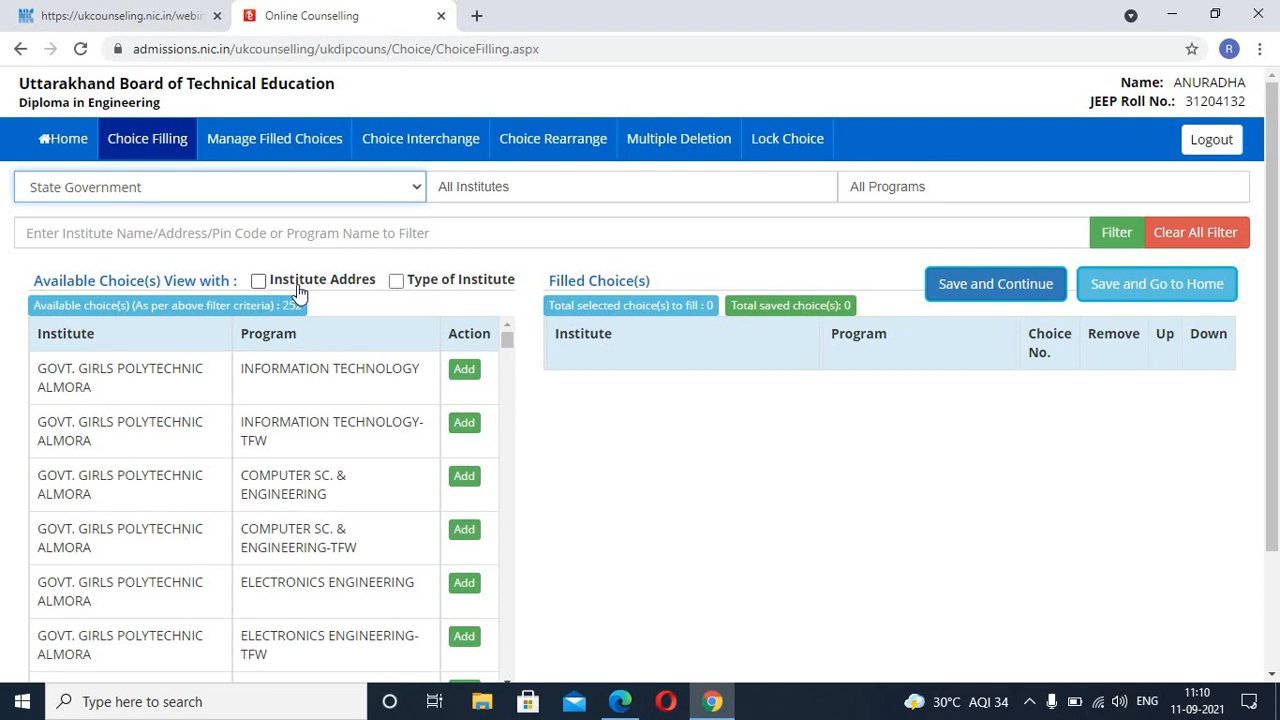 https://ukcounseling.nic.in/webin
Online Counselling
admissions.nic.in/ukcounselling/ukdipcouns/Choice/ChoiceFilling.aspx
R
Uttarakhand Board of Technical Education
Name: ANURADHA
Diploma in Engineering
JEEP Roll No.: 31204132
Home Choice Filling Manage Filled Choices Choice Interchange Choice Rearrange Multiple Deletion Lock Choice Logout
State Government All Institutes All Programs
Enter Institute Name/Address/Pin Code or Program Name to Filter Filter Clear All Filter
Available Choice(s) View with : Institute Addres Type of Institute
Filled Choice(s) Save and Continue Save and Go to Home
Available choice(s) (As per above filter criteria) :
Total selected choice(s) to fill : 0 Total saved choice(s): 0
Institute Program Action
GOVT. GIRLS POLYTECHNIC ALMORA INFORMATION TECHNOLOGY Add
GOVT. GIRLS POLYTECHNIC ALMORA INFORMATION TECHNOLOGY-TFW Add
GOVT. GIRLS POLYTECHNIC ALMORA COMPUTER SC. & ENGINEERING Add
GOVT. GIRLS POLYTECHNIC ALMORA COMPUTER SC. & ENGINEERING-TFW Add
GOVT. GIRLS POLYTECHNIC ALMORA ELECTRONICS ENGINEERING Add
GOVT. GIRLS POLYTECHNIC ALMORA ELECTRONICS ENGINEERING-TFW Add
Institute Program Choice No. Remove Up Down
Type here to search
30°C AQI 34
ENG
11:10
11-09-2021